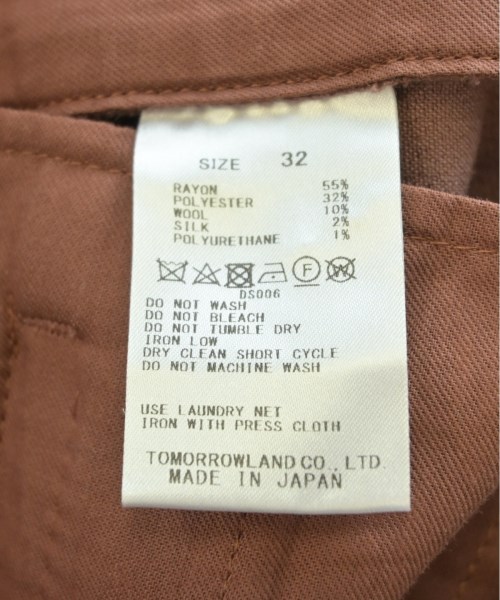 SIZE 32
RAYON 55%
POLYESTER 32%
WOOL 10%
SILK 2%
POLYURETHANE 1%
F W
DS006
DO NOT WASH
DO NOT BLEACH
DO NOT TUMBLE DRY
IRON LOW
DRY CLEAN SHORT CYCLE
DO NOT MACHINE WASH
USE LAUNDRY NET
IRON WITH PRESS CLOTH
TOMORROWLAND CO., LTD.
MADE IN JAPAN